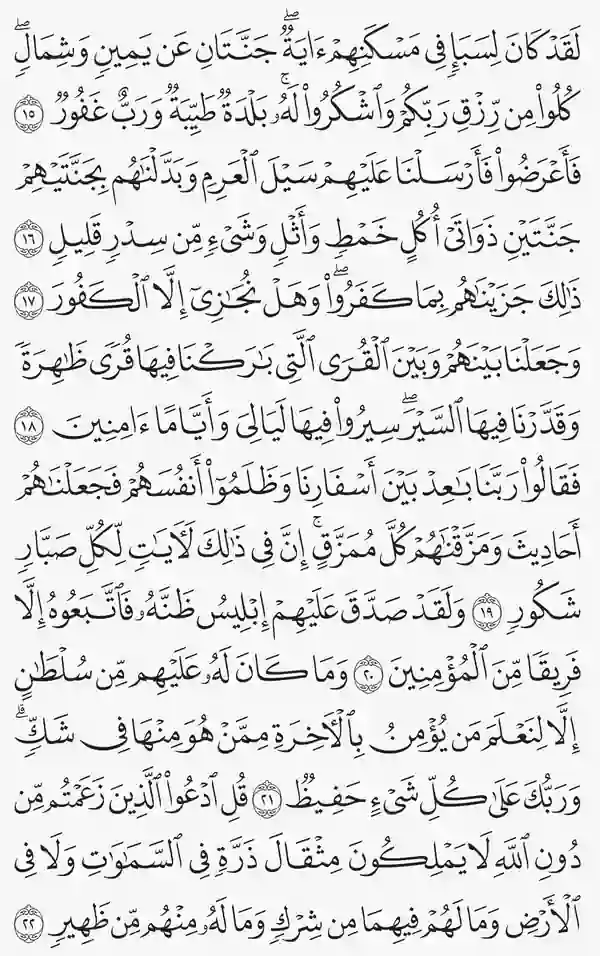 لَقَدۡ كَانَ لِسَبَإٖ فِي مَسۡكَنِهِمۡ ءَايَةٞۖ جَنَّتَانِ عَن يَمِينٖ وَشِمَالٖۖ
كُلُواْ مِن رِّزۡقِ رَبِّكُمۡ وَٱشۡكُرُواْ لَهُۥۚ بَلۡدَةٞ طَيِّبَةٞ وَرَبٌّ غَفُورٞ ١٥
فَأَعۡرَضُواْ فَأَرۡسَلۡنَا عَلَيۡهِمۡ سَيۡلَ ٱلۡعَرِمِ وَبَدَّلۡنَٰهُم بِجَنَّتَيۡهِمۡ
جَنَّتَيۡنِ ذَوَاتَيۡ أُكُلٍ خَمۡطٖ وَأَثۡلٖ وَشَيۡءٖ مِّن سِدۡرٖ قَلِيلٖ ١٦
ذَٰلِكَ جَزَيۡنَٰهُم بِمَا كَفَرُواْۖ وَهَلۡ نُجَٰزِيٓ إِلَّا ٱلۡكَفُورَ ١٧
وَجَعَلۡنَا بَيۡنَهُمۡ وَبَيۡنَ ٱلۡقُرَى ٱلَّتِي بَٰرَكۡنَا فِيهَا قُرٗى ظَٰهِرَةٗ
وَقَدَّرۡنَا فِيهَا ٱلسَّيۡرَۖ سِيرُواْ فِيهَا لَيَالِيَ وَأَيَّامًا ءَامِنِينَ ١٨
فَقَالُواْ رَبَّنَا بَٰعِدۡ بَيۡنَ أَسۡفَارِنَا وَظَلَمُوٓاْ أَنفُسَهُمۡ فَجَعَلۡنَٰهُمۡ
أَحَادِيثَ وَمَزَّقۡنَٰهُمۡ كُلَّ مُمَزَّقٍۚ إِنَّ فِي ذَٰلِكَ لَأٓيَٰتٖ لِّكُلِّ صَبَّارٖ
شَكُورٖ ١٩ وَلَقَدۡ صَدَّقَ عَلَيۡهِمۡ إِبۡلِيسُ ظَنَّهُۥ فَٱتَّبَعُوهُ إِلَّا
فَرِيقٗا مِّنَ ٱلۡمُؤۡمِنِينَ ٢٠ وَمَا كَانَ لَهُۥ عَلَيۡهِم مِّن سُلۡطَٰنٍ
إِلَّا لِنَعۡلَمَ مَن يُؤۡمِنُ بِٱلۡأٓخِرَةِ مِمَّنۡ هُوَ مِنۡهَا فِي شَكّٖۗ
وَرَبُّكَ عَلَىٰ كُلِّ شَيۡءٍ حَفِيظٞ ٢١ قُلِ ٱدۡعُواْ ٱلَّذِينَ زَعَمۡتُم مِّن
دُونِ ٱللَّهِ لَا يَمۡلِكُونَ مِثۡقَالَ ذَرَّةٖ فِي ٱلسَّمَٰوَٰتِ وَلَا فِي
ٱلۡأَرۡضِ وَمَا لَهُمۡ فِيهِمَا مِن شِرۡكٖ وَمَا لَهُۥ مِنۡهُم مِّن ظَهِيرٖ ٢٢